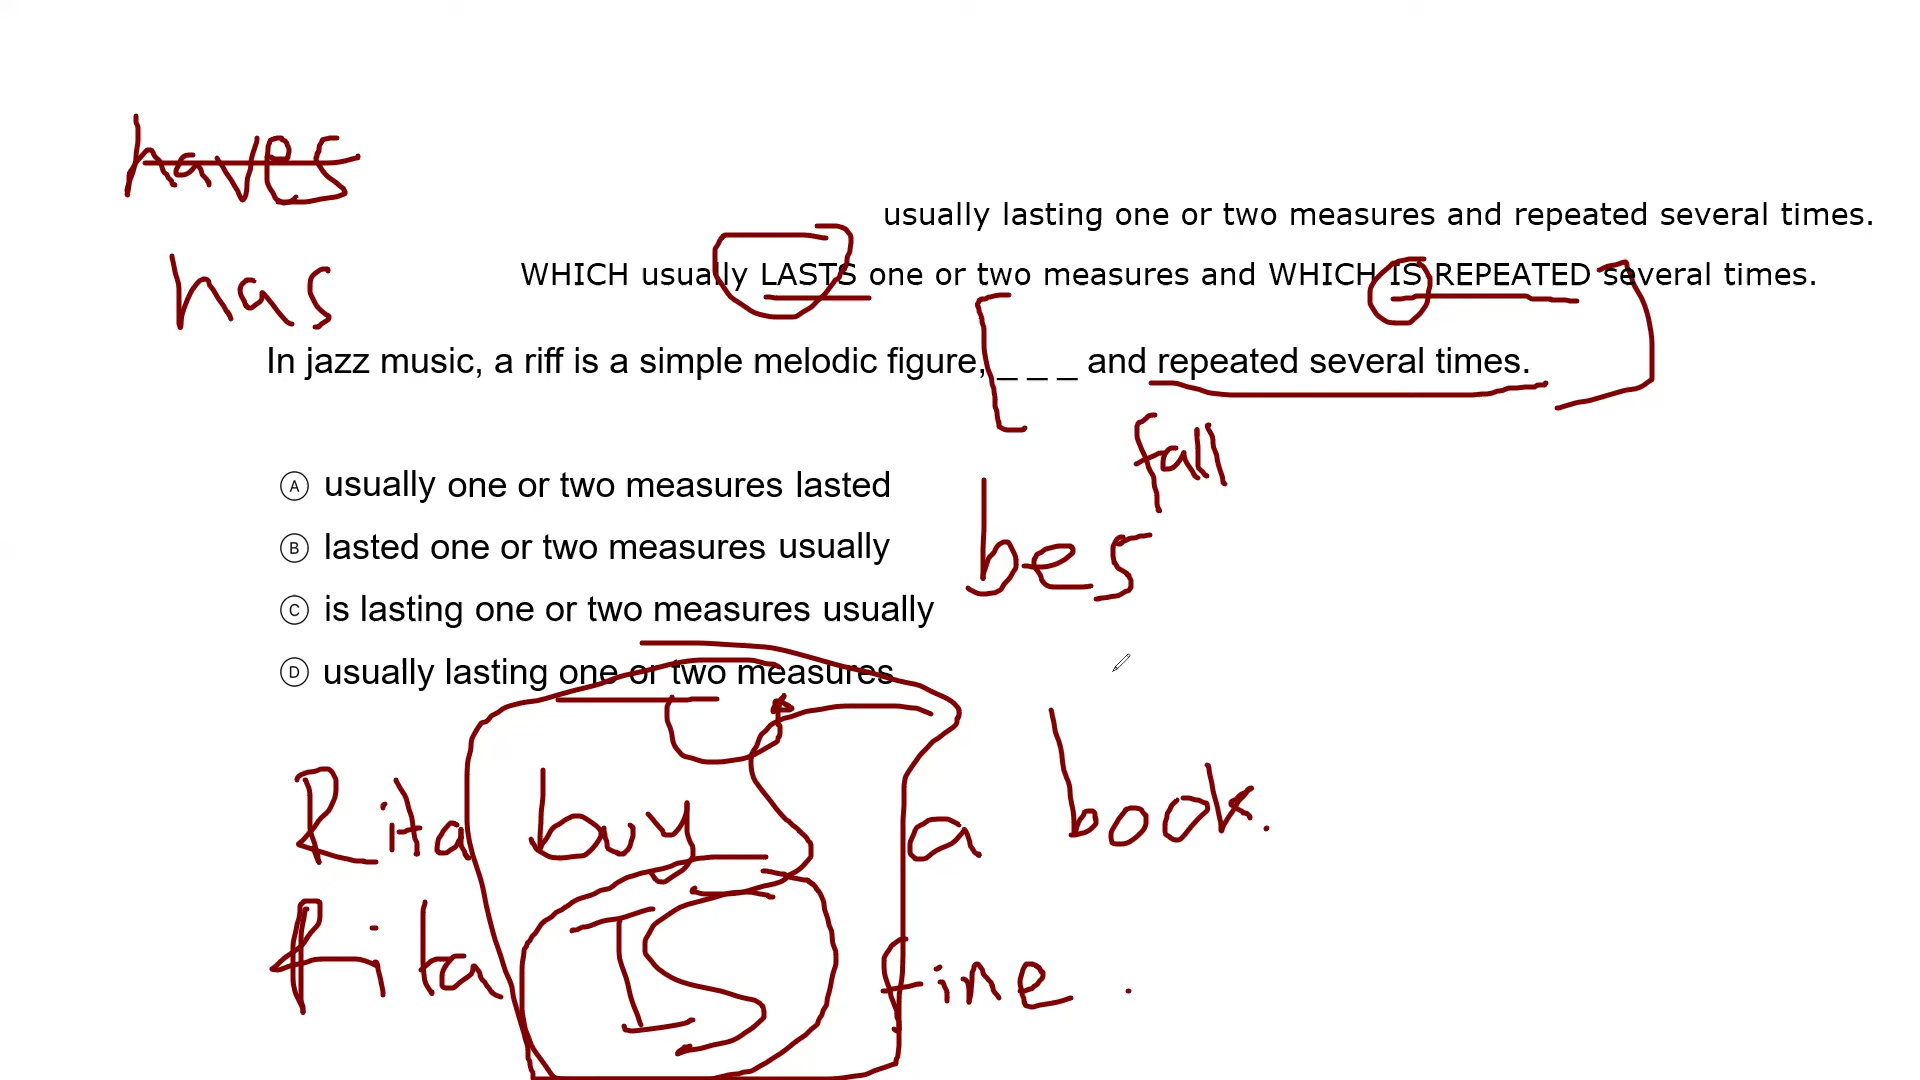 haves
usually lasting one or two measures and repeated several times.
has
WHICH usually LASTS one or two measures and WHICH IS REPEATED several times.
In jazz music, a riff is a simple melodic figure, _ _ _ and repeated several times.
fall
A usually one or two measures lasted
bes
B lasted one or two measures usually
C is lasting one or two measures usually
D usually lasting one or two measures
Rita buy a book.
Rita IS fine.